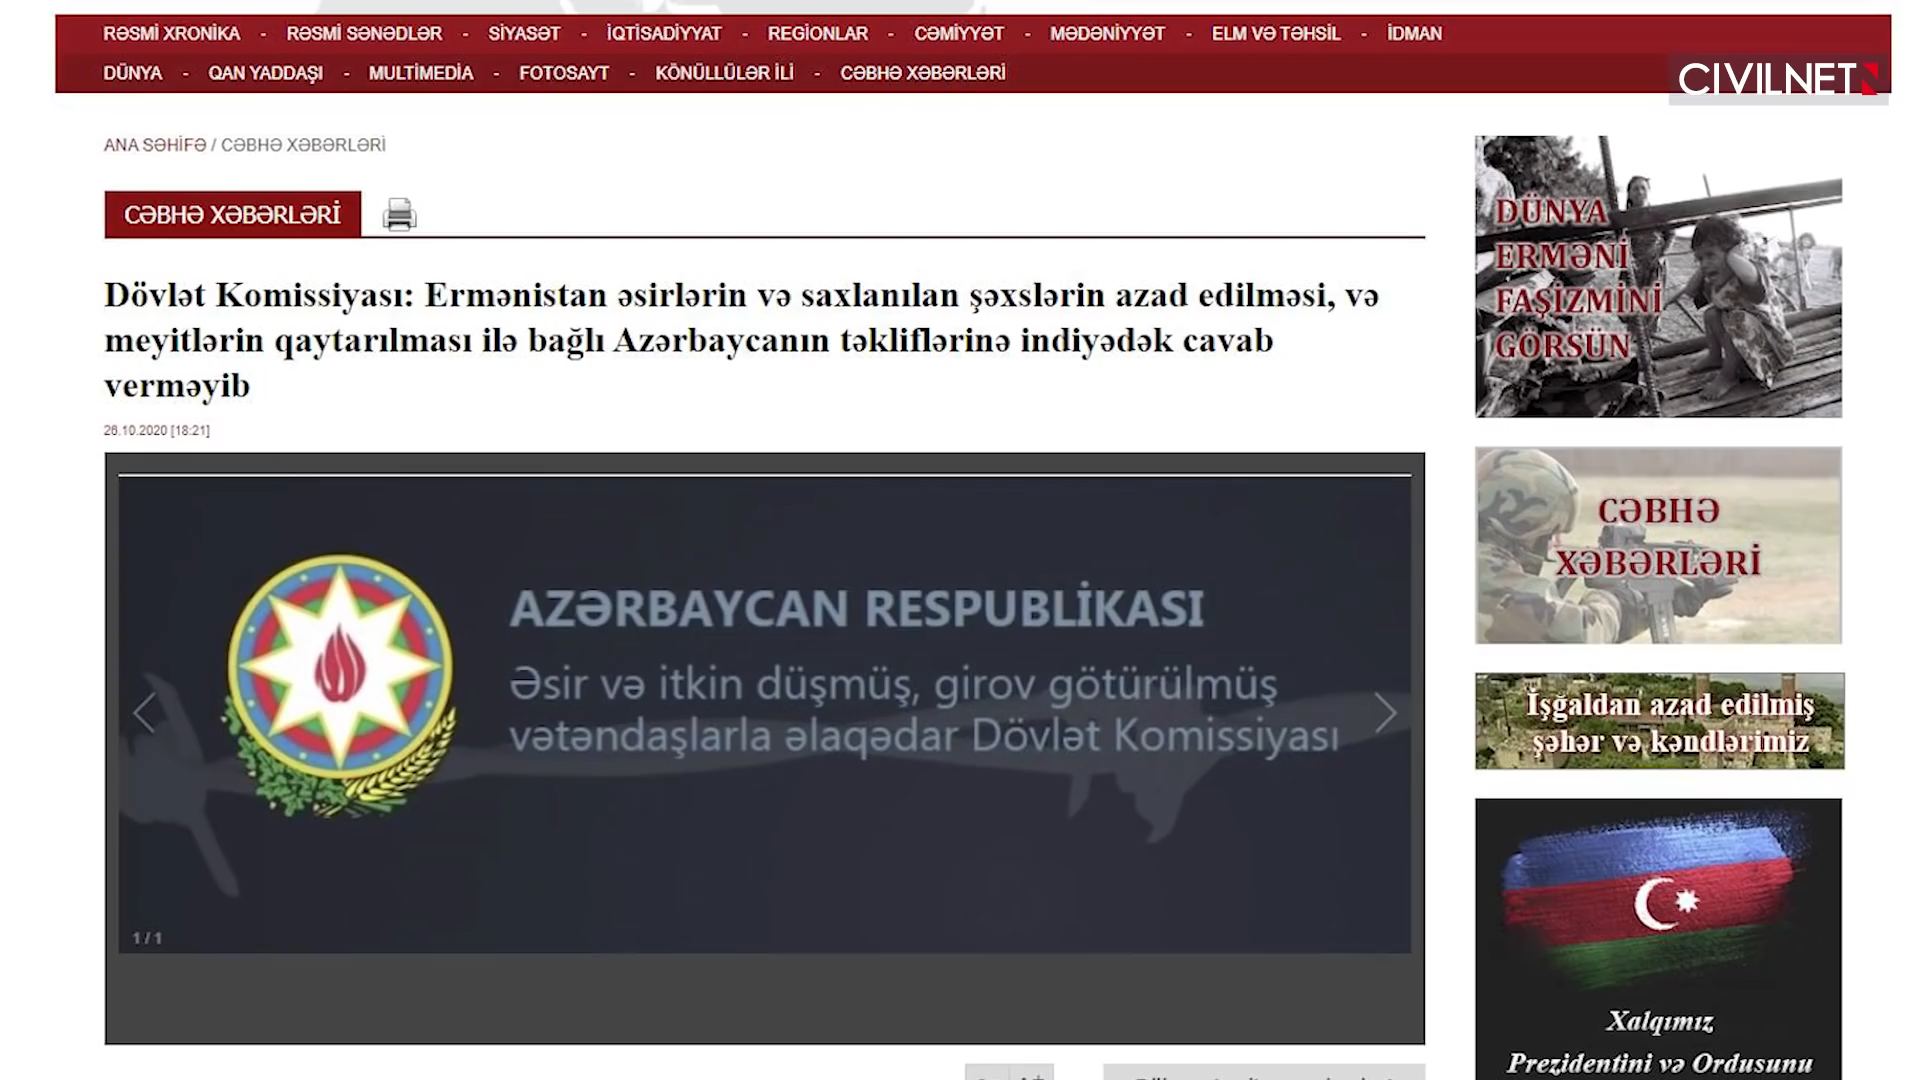 RƏSMİ XRONİKA - RƏSMİ SƏNƏDLƏR - SİYASƏT - İQTİSADİYYAT - REGİONLAR - CƏMİYYƏT - MƏDƏNİYYƏT - ELM VƏ TƏHSİL - İDMAN
DÜNYA - QAN YADDAŞI - MULTİMEDİA - FOTOSAYT - KÖNÜLLÜLƏR İLİ - CƏBHƏ XƏBƏRLƏRİ
CIVILNET
ANA SƏHİFƏ / CƏBHƏ XƏBƏRLƏRİ
CƏBHƏ XƏBƏRLƏRİ
Dövlət Komissiyası: Ermənistan əsirlərin və saxlanılan şəxslərin azad edilməsi, və
meyitlərin qaytarılması ilə bağlı Azərbaycanın təkliflərinə indiyədək cavab
verməyib
26.10.2020 [18:21]
AZƏRBAYCAN RESPUBLİKASI
Əsir və itkin düşmüş, girov götürülmüş
vətəndaşlarla əlaqədar Dövlət Komissiyası
1 / 1
DÜNYA
ERMƏNİ
FAŞİZMİNİ
GÖRSÜN
CƏBHƏ
XƏBƏRLƏRİ
İşğaldan azad edilmiş
şəhər və kəndlərimiz
Xalqımız
Prezidentini və Ordusunu